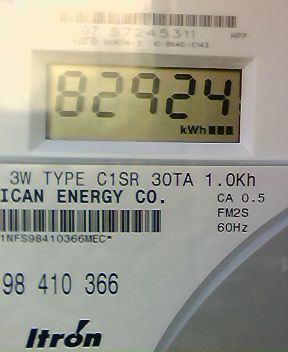 97 57245311
82924
kWh
3W TYPE C1SR 30TA 1.0Kh
ICAN ENERGY CO.
CA 0.5
FM2S
60Hz
1NFS98410366MEC*
98 410 366
Itrón